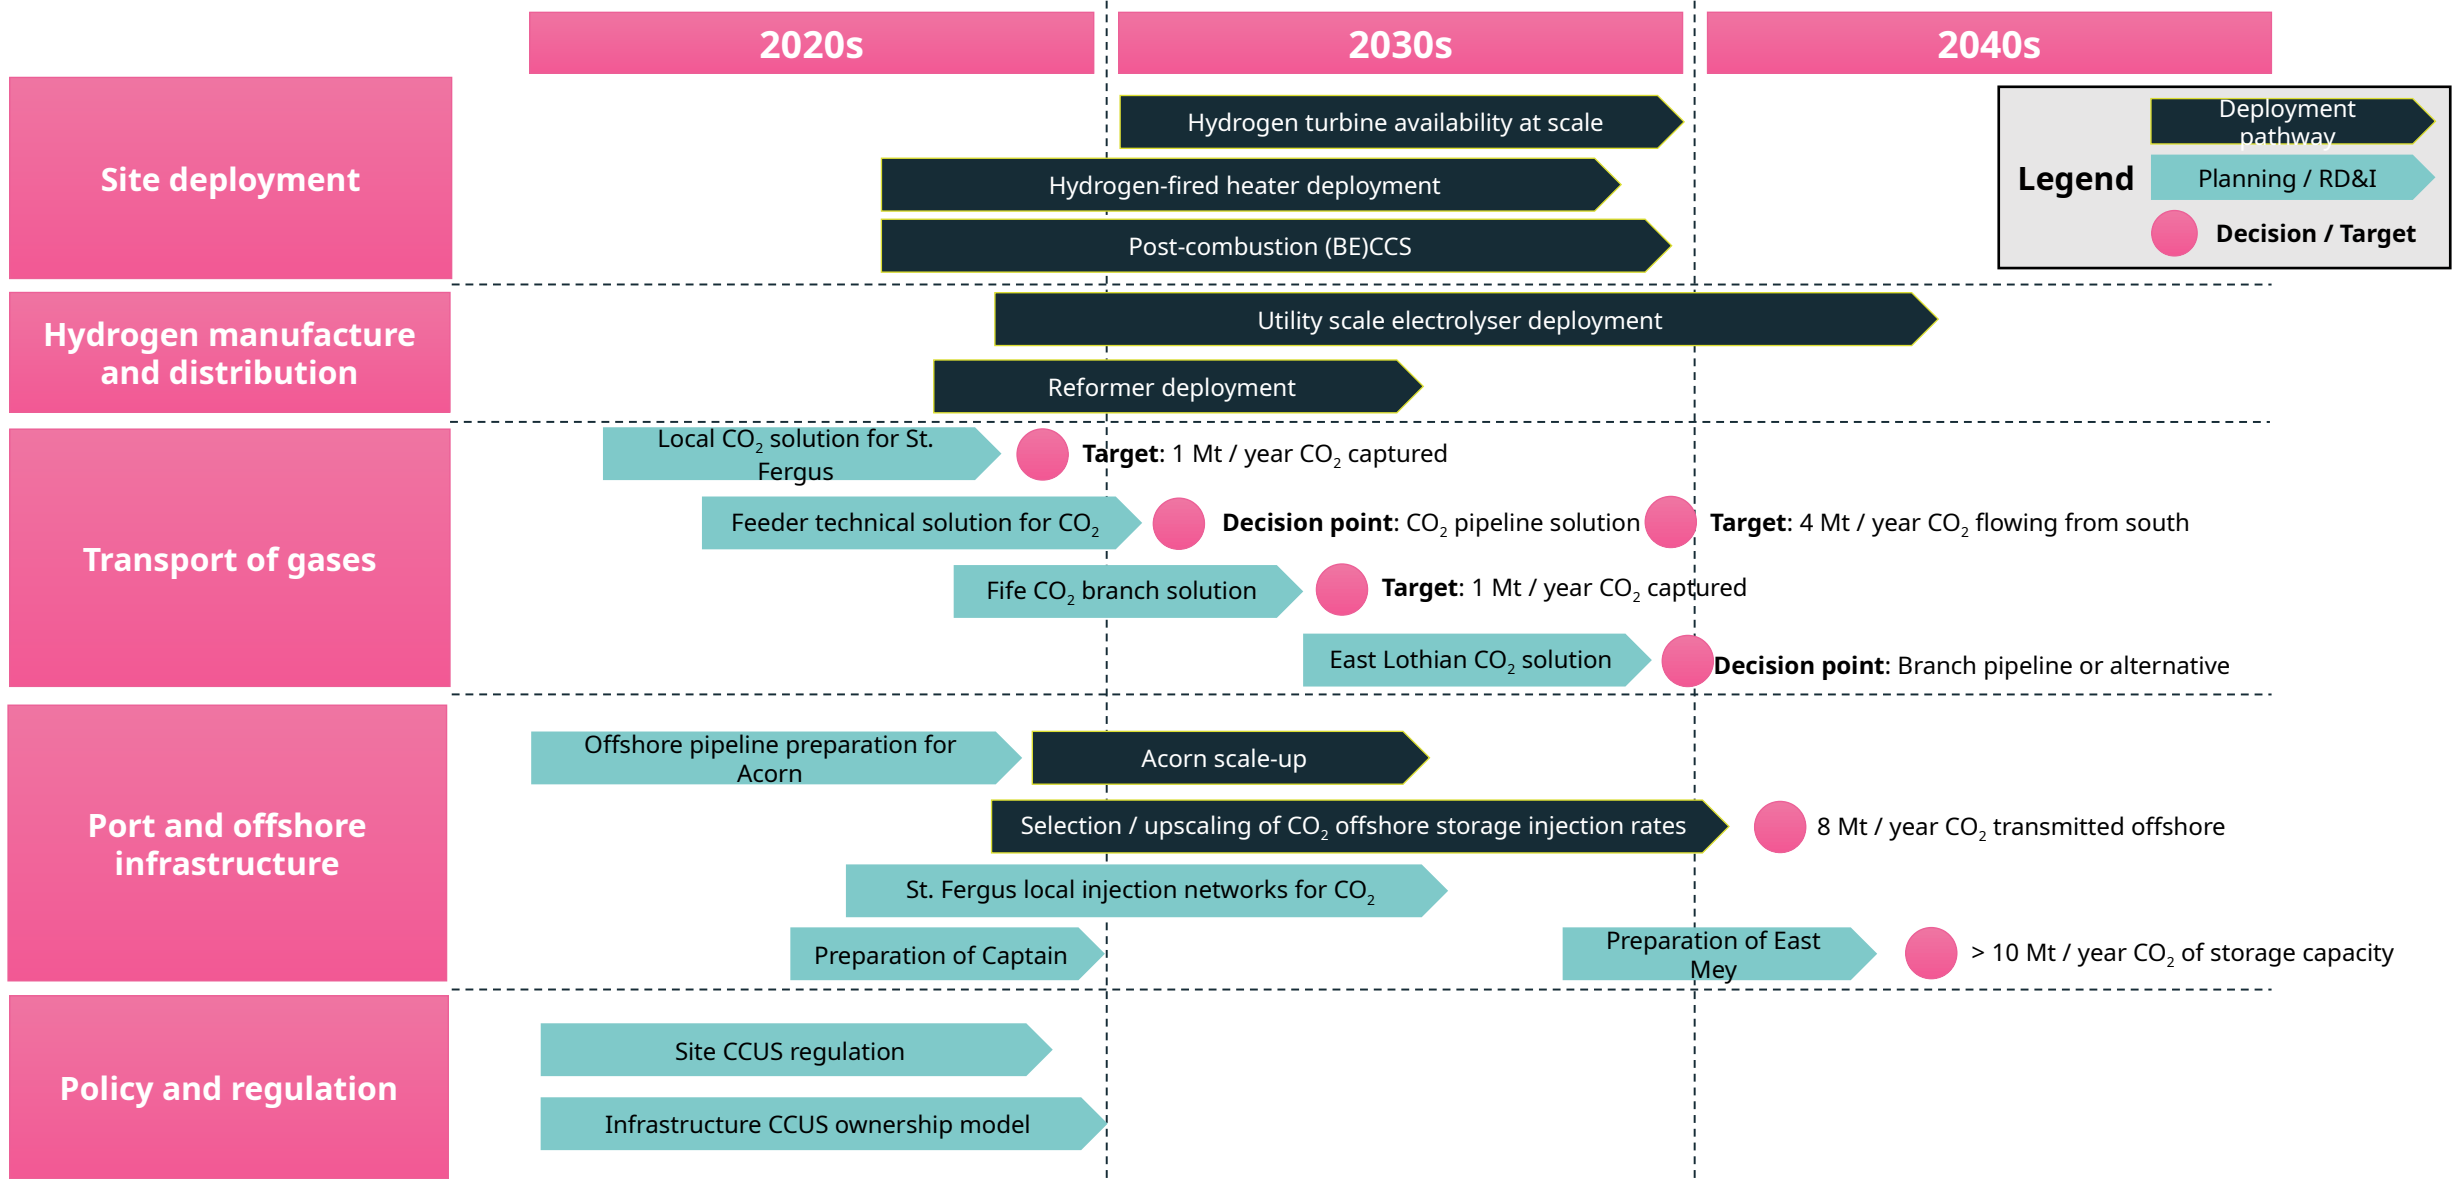 2020s
2030s
2040s
Site deployment
Hydrogen turbine availability at scale
Hydrogen-fired heater deployment
Post-combustion (BE)CCS
Legend
Deployment
pathway
Planning / RD&I
Decision / Target
Hydrogen manufacture
and distribution
Utility scale electrolyser deployment
Reformer deployment
Transport of gases
Local CO₂ solution for St.
Fergus
Target: 1 Mt / year CO₂ captured
Feeder technical solution for CO₂
Decision point: CO₂ pipeline solution
Target: 4 Mt / year CO₂ flowing from south
Fife CO₂ branch solution
Target: 1 Mt / year CO₂ captured
East Lothian CO₂ solution
Decision point: Branch pipeline or alternative
Port and offshore
infrastructure
Offshore pipeline preparation for
Acorn
Acorn scale-up
Selection / upscaling of CO₂ offshore storage injection rates
8 Mt / year CO₂ transmitted offshore
St. Fergus local injection networks for CO₂
Preparation of Captain
Preparation of East
Mey
> 10 Mt / year CO₂ of storage capacity
Policy and regulation
Site CCUS regulation
Infrastructure CCUS ownership model